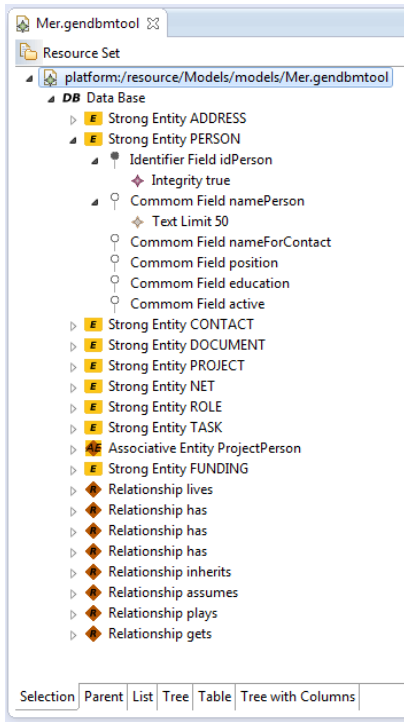 Mer.gendbmtool
Resource Set
platform:/resource/Models/models/Mer.gendbmtool
DB Data Base
E Strong Entity ADDRESS
E Strong Entity PERSON
Identifier Field idPerson
Integrity true
Commom Field namePerson
Text Limit 50
Commom Field nameForContact
Commom Field position
Commom Field education
Commom Field active
E Strong Entity CONTACT
E Strong Entity DOCUMENT
E Strong Entity PROJECT
E Strong Entity NET
E Strong Entity ROLE
E Strong Entity TASK
AE Associative Entity ProjectPerson
E Strong Entity FUNDING
R Relationship lives
R Relationship has
R Relationship has
R Relationship has
R Relationship inherits
R Relationship assumes
R Relationship plays
R Relationship gets
Selection Parent List Tree Table Tree with Columns